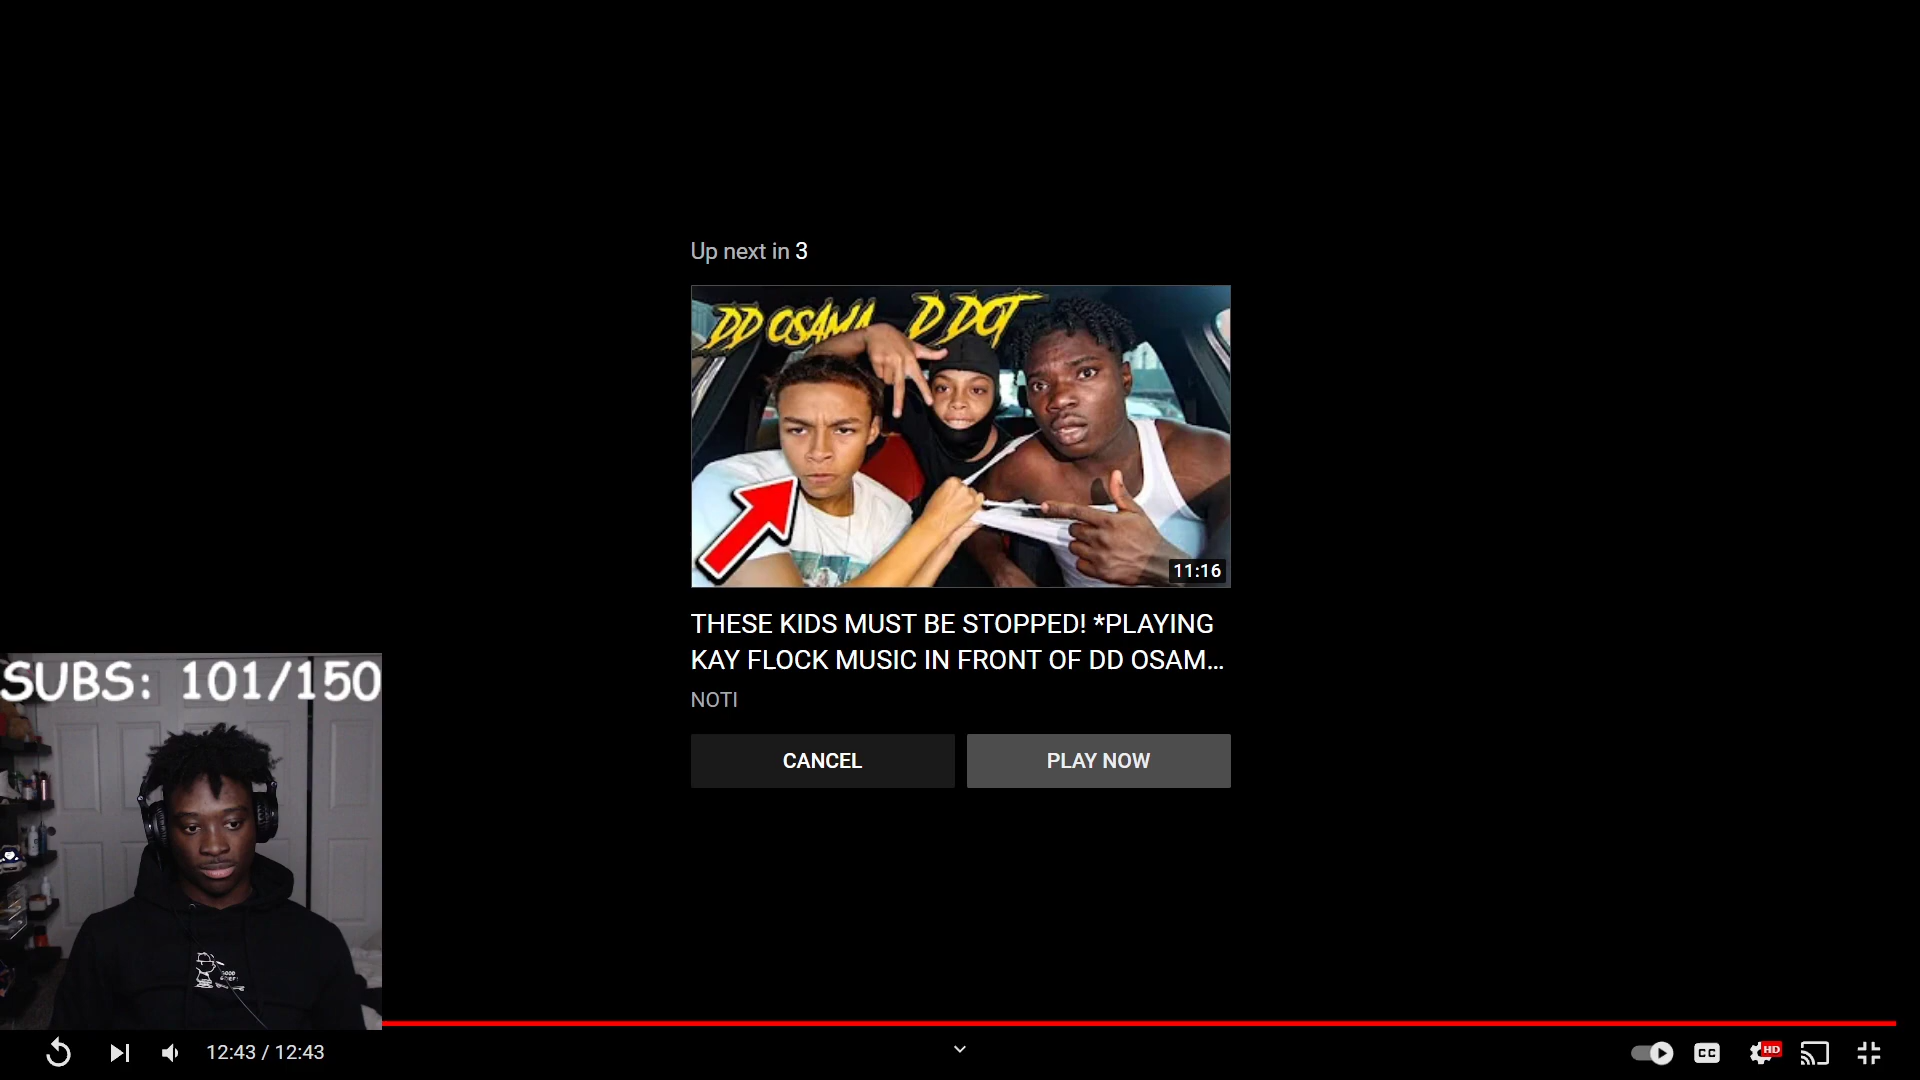 Up next in 3
DD OSAMA D DOT
11:16
THESE KIDS MUST BE STOPPED! *PLAYING
KAY FLOCK MUSIC IN FRONT OF DD OSAM...
NOTI
CANCEL PLAY NOW
SUBS: 101/150
12:43 / 12:43
CC
HD